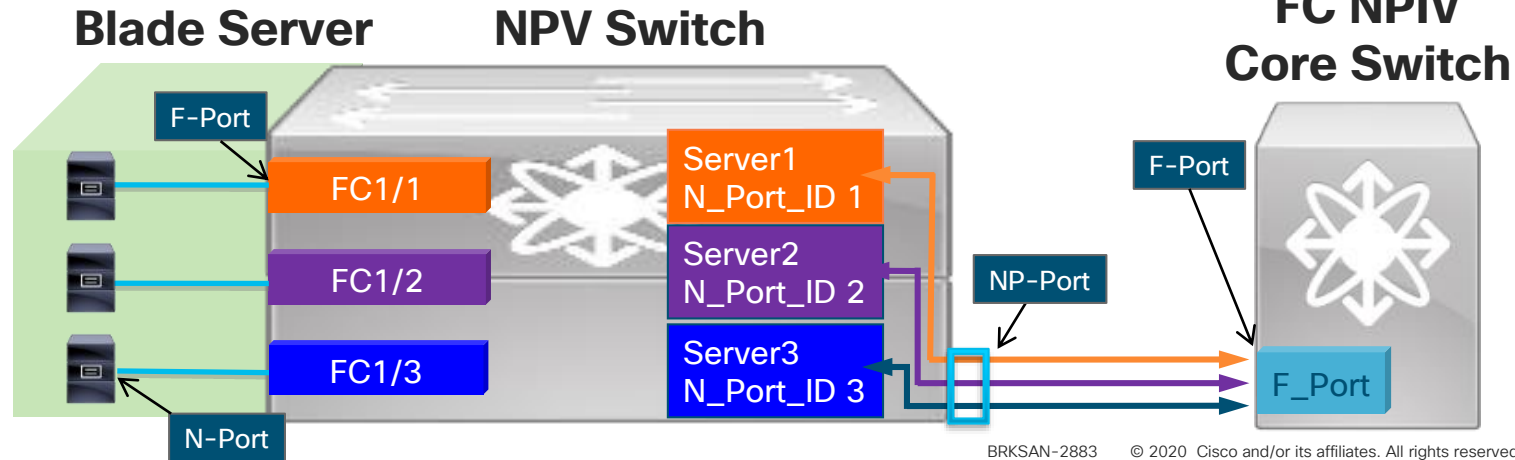 Blade Server
NPV Switch
FC NPIV
Core Switch
F-Port
FC1/1
FC1/2
FC1/3
N-Port
Server1
N_Port_ID 1
Server2
N_Port_ID 2
Server3
N_Port_ID 3
NP-Port
F-Port
F_Port
BRKSAN-2883
© 2020 Cisco and/or its affiliates. All rights reserved